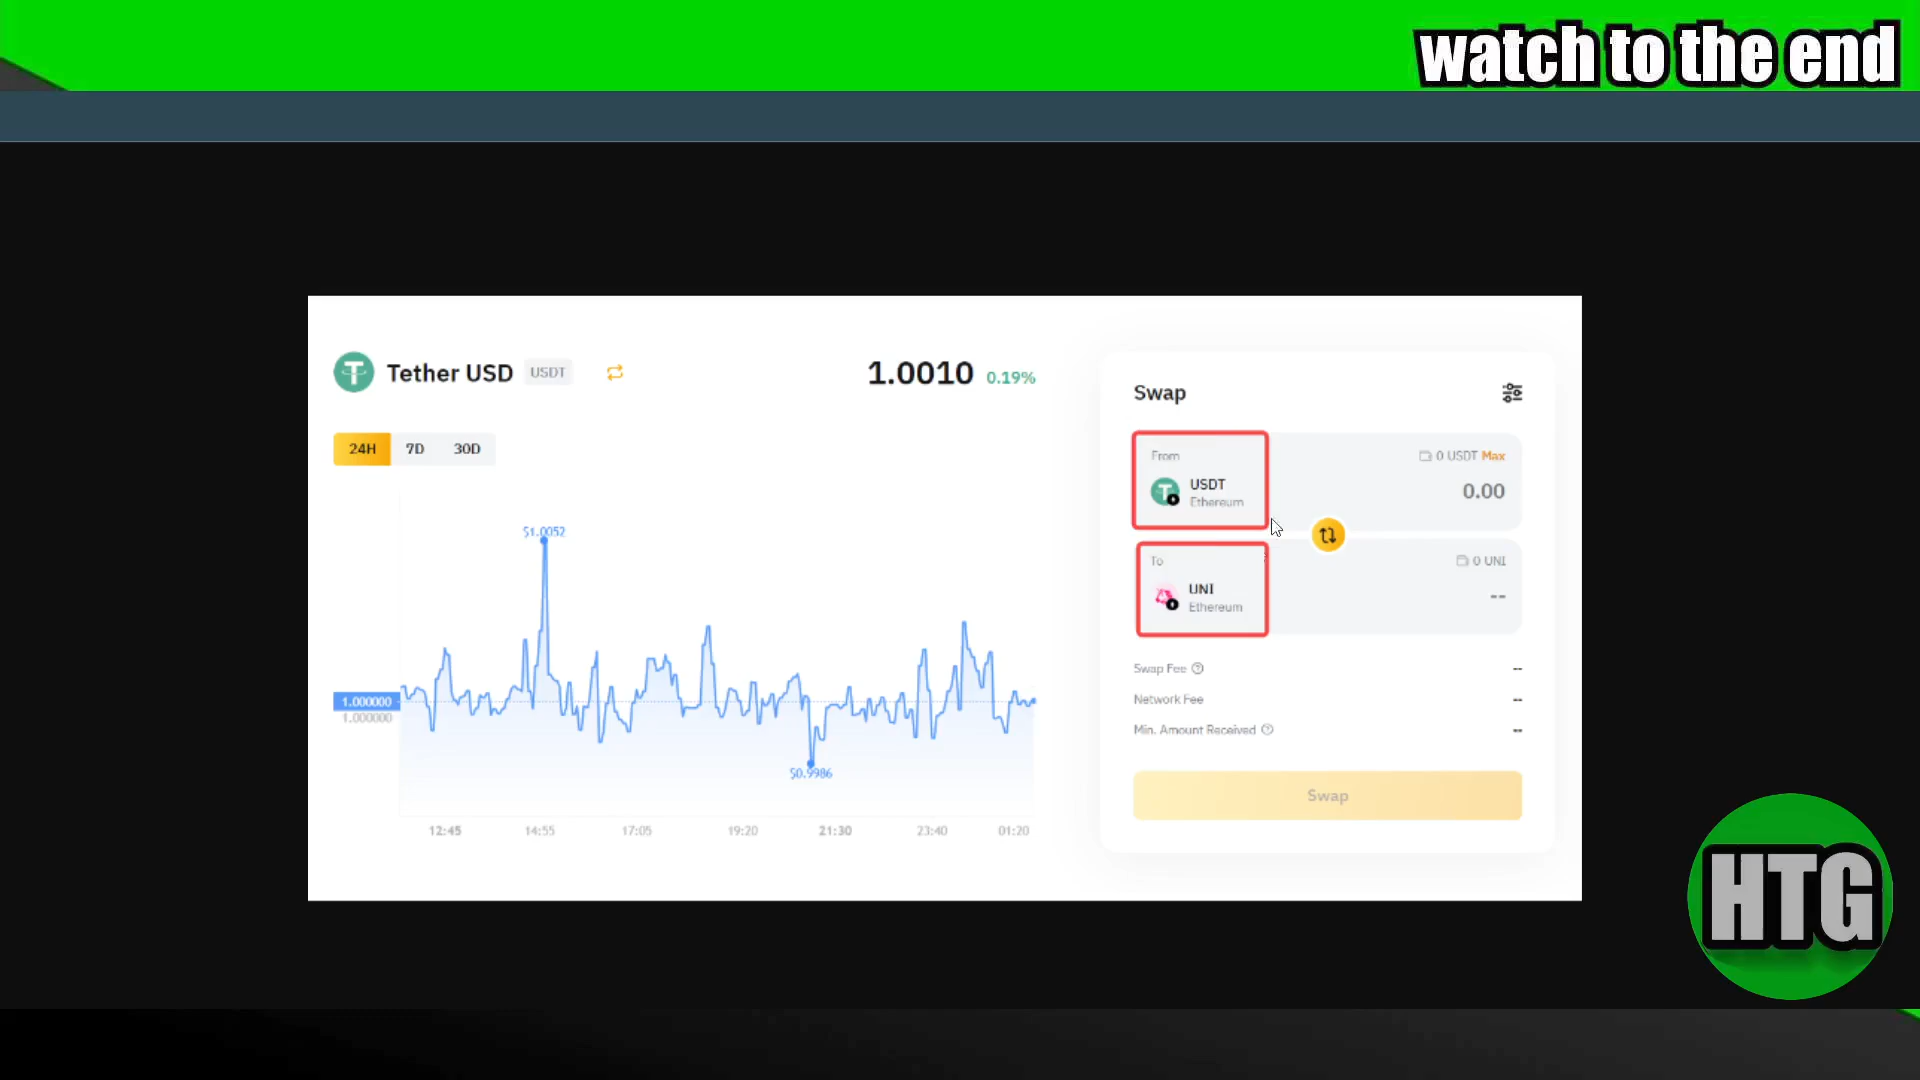 watch to the end
Tether USD USDT
1.0010 0.19%
24H 7D 30D
$1.0052
1.000000
1.000000
$0.9986
12:45 14:55 17:05 19:20 21:30 23:40 01:20
Swap
From
0 USDT Max
USDT
Ethereum
0.00
To
0 UNI
UNI
Ethereum
--
Swap Fee --
Network Fee --
Min. Amount Received --
Swap
HTG